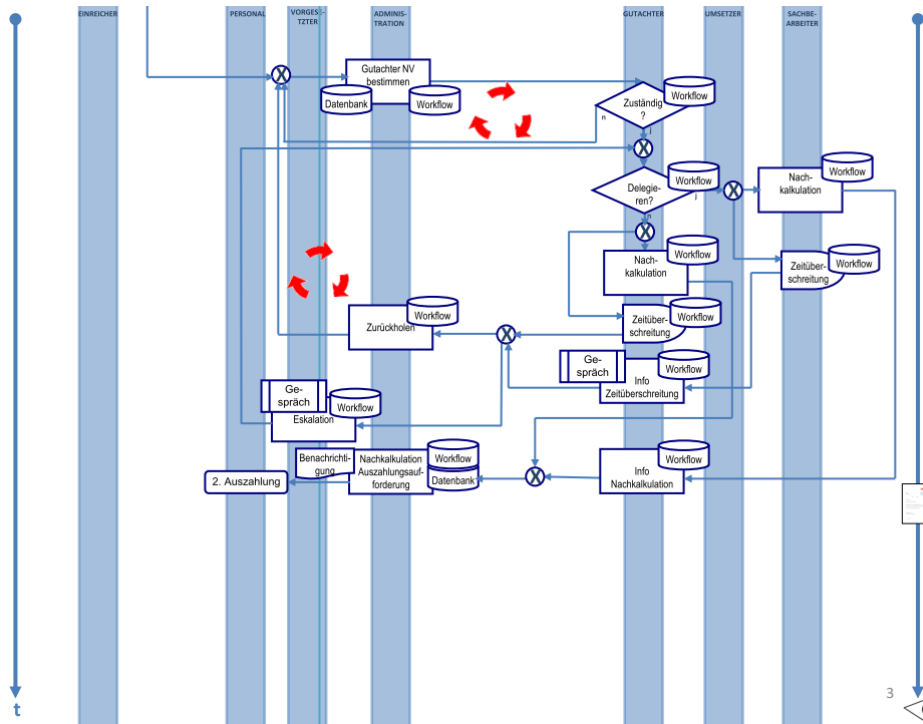 EINREICHER
PERSONAL
VORGESE-
TZTER
ADMINIS-
TRATION
GUTACHTER
UMSETZER
SACHBE-
ARBEITER
Gutachter NV
bestimmen
Datenbank
Workflow
X
Zuständig
?
Workflow
n
j
X
Delegie-
ren?
Workflow
j
n
X
Nach-
kalkulation
Workflow
X
Nach-
kalkulation
Workflow
Zeitüber-
schreitung
Workflow
Zurückholen
Workflow
X
Zeitüber-
schreitung
Workflow
Ge-
spräch
Info
Zeitüberschreitung
Workflow
Ge-
spräch
Eskalation
Workflow
2. Auszahlung
Benachrichti-
gung
Nachkalkulation
Auszahlungsauf-
forderung
Workflow
Datenbank
X
Info
Nachkalkulation
Workflow
3
t